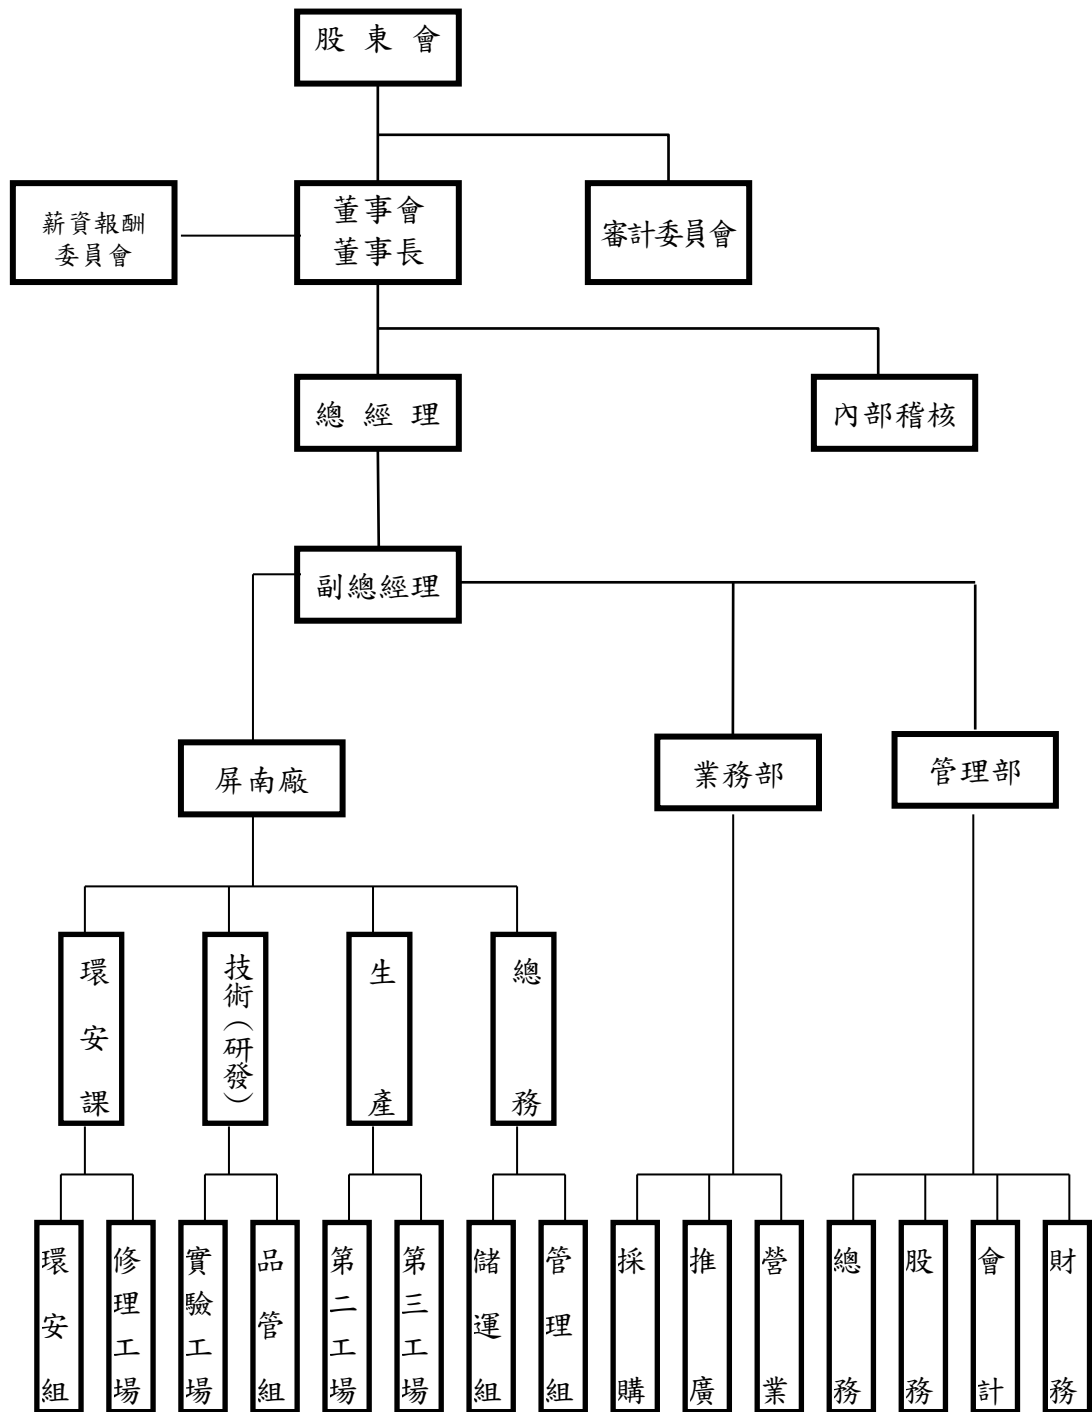 股東會
薪資報酬
委員會
董事會
董事長
審計委員會
總經理
內部稽核
副總經理
屏南廠
業務部
管理部
環安課
技術(研發)
生產
總務
環安組
修理工場
實驗工場
品管組
第二工場
第三工場
儲運組
管理組
採購
推廣
營業
總務
股務
會計
財務